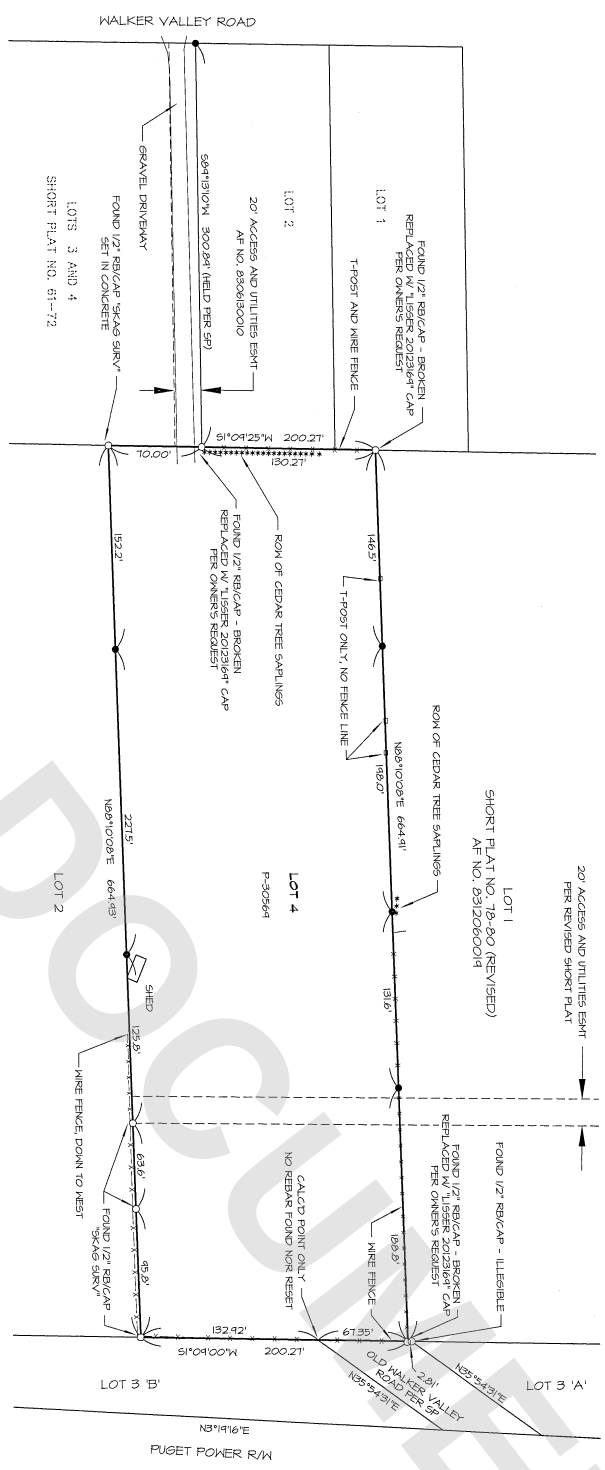 WALKER VALLEY ROAD
GRAVEL DRIVEWAY
S89°13'10"W 300.89' (HELD PER SP)
20' ACCESS AND UTILITIES ESMT
AF NO. 8306130010
LOT 2
LOT 1
FOUND 1/2" RB/CAP - BROKEN
REPLACED W/ "LISSER 20123169" CAP
PER OWNER'S REQUEST
T-POST AND WIRE FENCE
FOUND 1/2" RB/CAP "SKAG SURV"
SET IN CONCRETE
LOTS 3 AND 4
SHORT PLAT NO. 61-72
S1°09'25"W 200.27'
70.00'
130.27'
FOUND 1/2" RB/CAP - BROKEN
REPLACED W/ "LISSER 20123169" CAP
PER OWNER'S REQUEST
ROW OF CEDAR TREE SAPLINGS
152.2'
146.5'
T-POST ONLY, NO FENCE LINE
198.0'
N88°10'08"E 664.91'
ROW OF CEDAR TREE SAPLINGS
LOT 1
SHORT PLAT NO. 78-80 (REVISED)
AF NO. 8312060019
20' ACCESS AND UTILITIES ESMT
PER REVISED SHORT PLAT
227.5'
N88°10'08"E 664.93'
LOT 4
P-30569
LOT 2
SHED
131.6'
125.8'
WIRE FENCE, DOWN TO WEST
63.6'
FOUND 1/2" RB/CAP
"SKAG SURV"
95.8'
CALC'D POINT ONLY
NO REBAR FOUND NOR RESET
188.8'
WIRE FENCE
FOUND 1/2" RB/CAP - BROKEN
REPLACED W/ "LISSER 20123169" CAP
PER OWNER'S REQUEST
FOUND 1/2" RB/CAP - ILLEGIBLE
132.92'
67.35'
S1°09'00"W 200.27'
2.81'
OLD WALKER VALLEY
ROAD PER SP
N35°54'31"E
N35°54'31"E
LOT 3 'B'
LOT 3 'A'
N3°19'16"E
PUGET POWER R/W
DOCUME